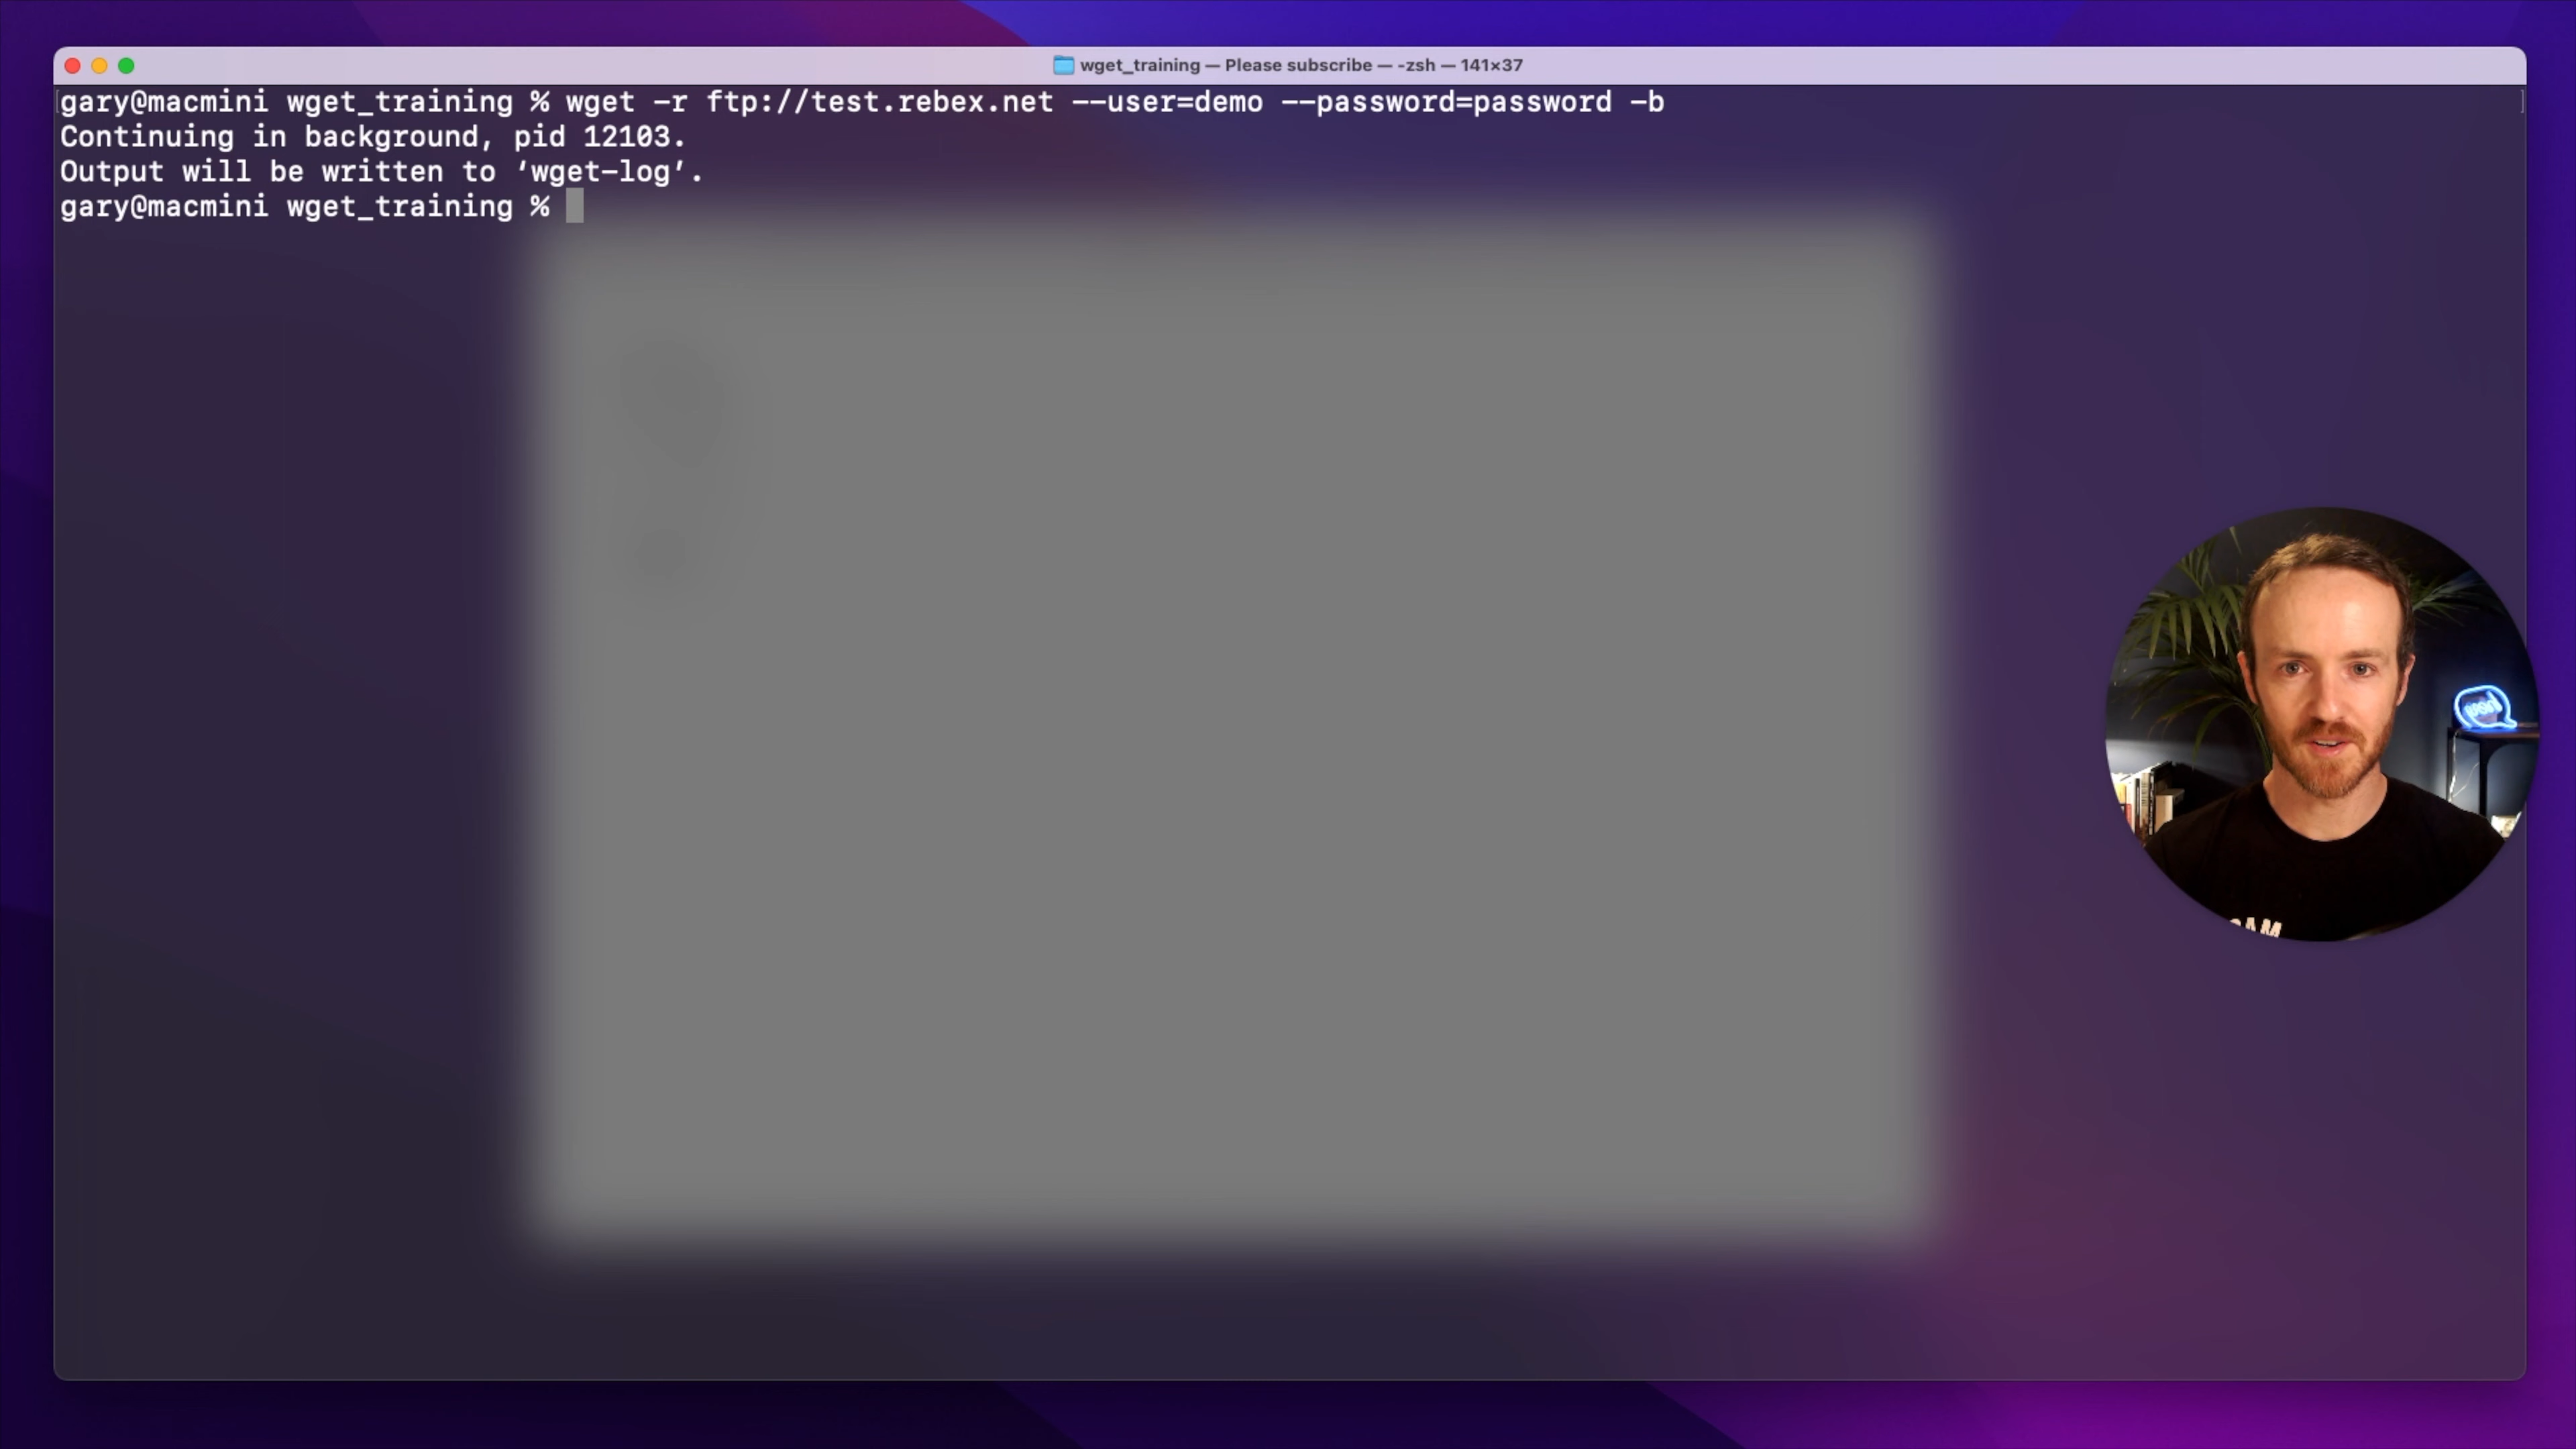 wget_training — Please subscribe — -zsh — 141×37
gary@macmini wget_training % wget -r ftp://test.rebex.net --user=demo --password=password -b
Continuing in background, pid 12103.
Output will be written to ‘wget-log’.
gary@macmini wget_training %